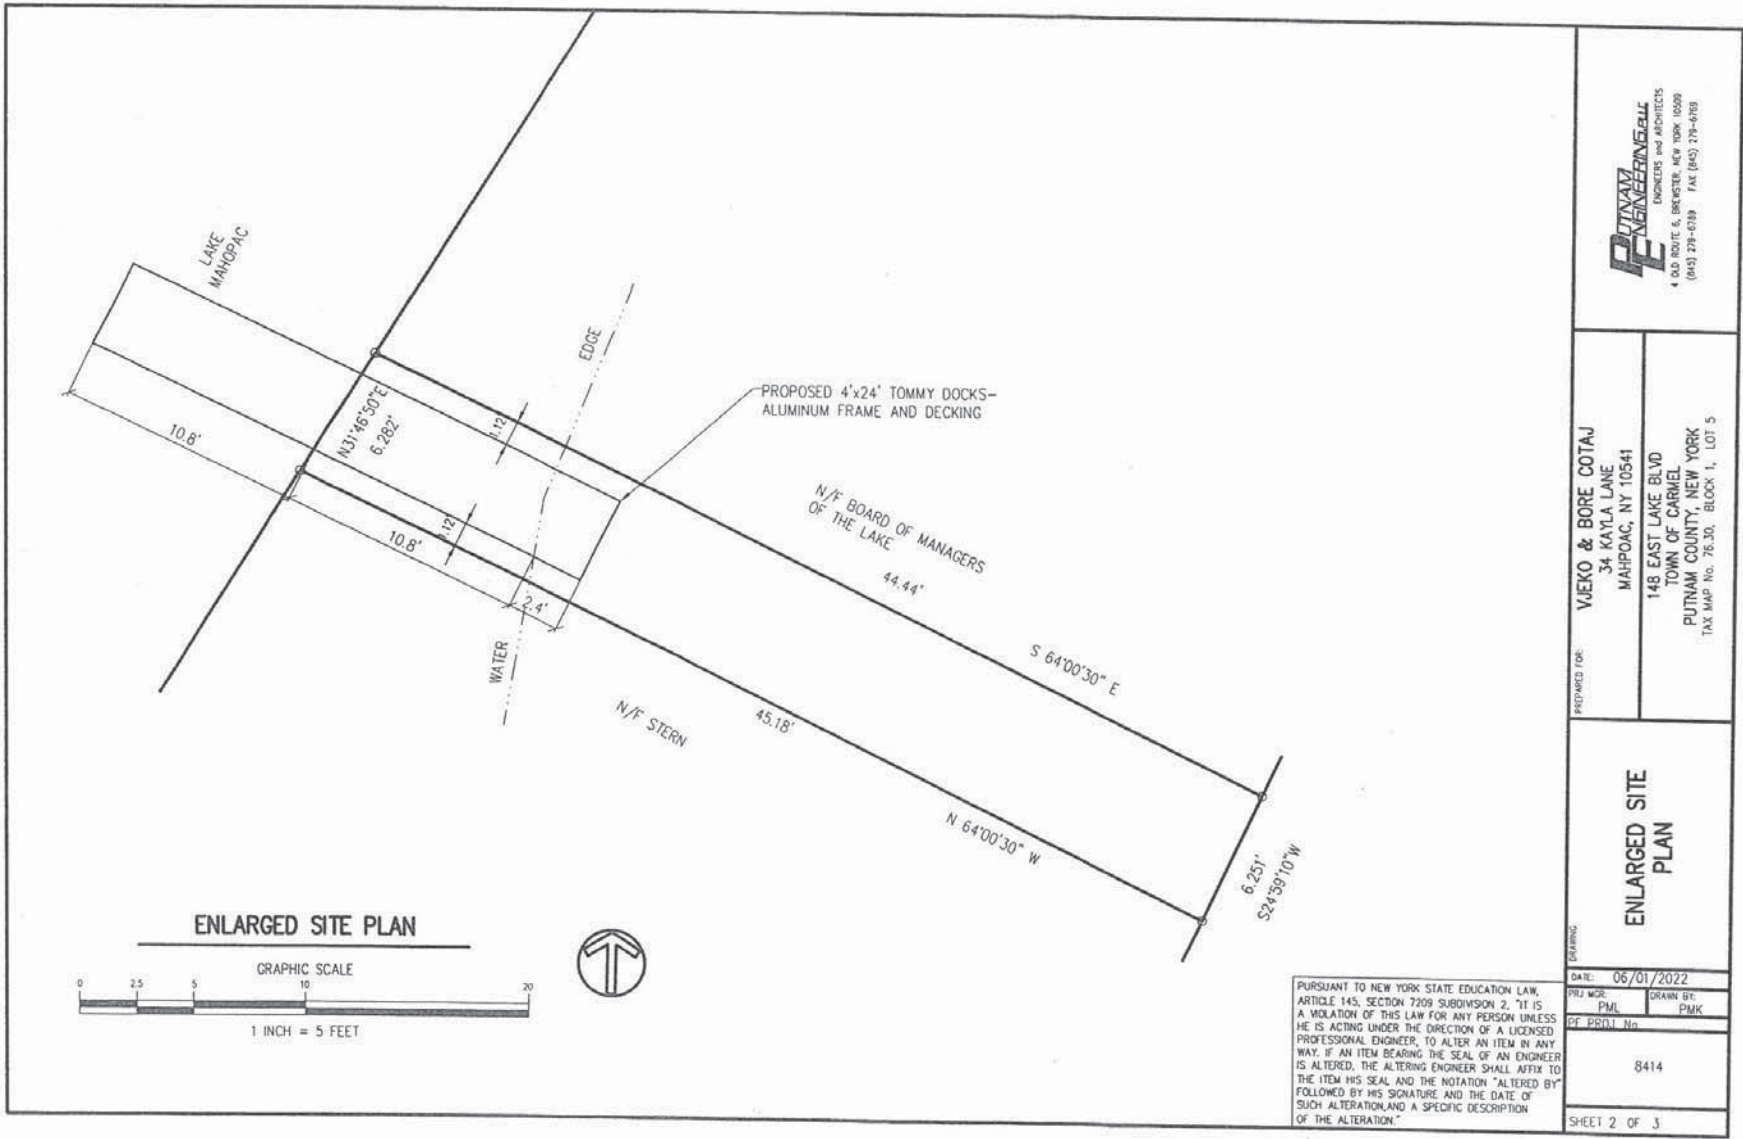 LAKE
MAHOPAC
EDGE
PROPOSED 4'x24' TOMMY DOCKS-
ALUMINUM FRAME AND DECKING
N31°46'50"E
6.282'
10.8'
1.12'
10.8'
2.4'
WATER
N/F BOARD OF MANAGERS
OF THE LAKE
44.44'
S 64°00'30" E
N/F STERN
45.18'
N 64°00'30" W
6.251'
S24°59'10"W
ENLARGED SITE PLAN
GRAPHIC SCALE
0 2.5 5 10 20
1 INCH = 5 FEET
PURSUANT TO NEW YORK STATE EDUCATION LAW,
ARTICLE 145, SECTION 7209 SUBDIVISION 2, "IT IS
A VIOLATION OF THIS LAW FOR ANY PERSON UNLESS
HE IS ACTING UNDER THE DIRECTION OF A LICENSED
PROFESSIONAL ENGINEER, TO ALTER AN ITEM IN ANY
WAY. IF AN ITEM BEARING THE SEAL OF AN ENGINEER
IS ALTERED, THE ALTERING ENGINEER SHALL AFFIX TO
THE ITEM HIS SEAL AND THE NOTATION "ALTERED BY"
FOLLOWED BY HIS SIGNATURE AND THE DATE OF
SUCH ALTERATION,AND A SPECIFIC DESCRIPTION
OF THE ALTERATION."
PUTNAM
ENGINEERING,PLLC
ENGINEERS and ARCHITECTS
4 OLD ROUTE 6, BREWSTER, NEW YORK 10509
(845) 279-6789 FAX (845) 279-6769
PREPARED FOR:
VJEKO & BORE COTAJ
34 KAYLA LANE
MAHPOAC, NY 10541
148 EAST LAKE BLVD
TOWN OF CARMEL
PUTNAM COUNTY, NEW YORK
TAX MAP No. 76.30, BLOCK 1, LOT 5
DRAWING:
ENLARGED SITE
PLAN
DATE: 06/01/2022
PRJ MGR: PML
DRAWN BY: PMK
PE PROJ. No.
8414
SHEET 2 OF 3